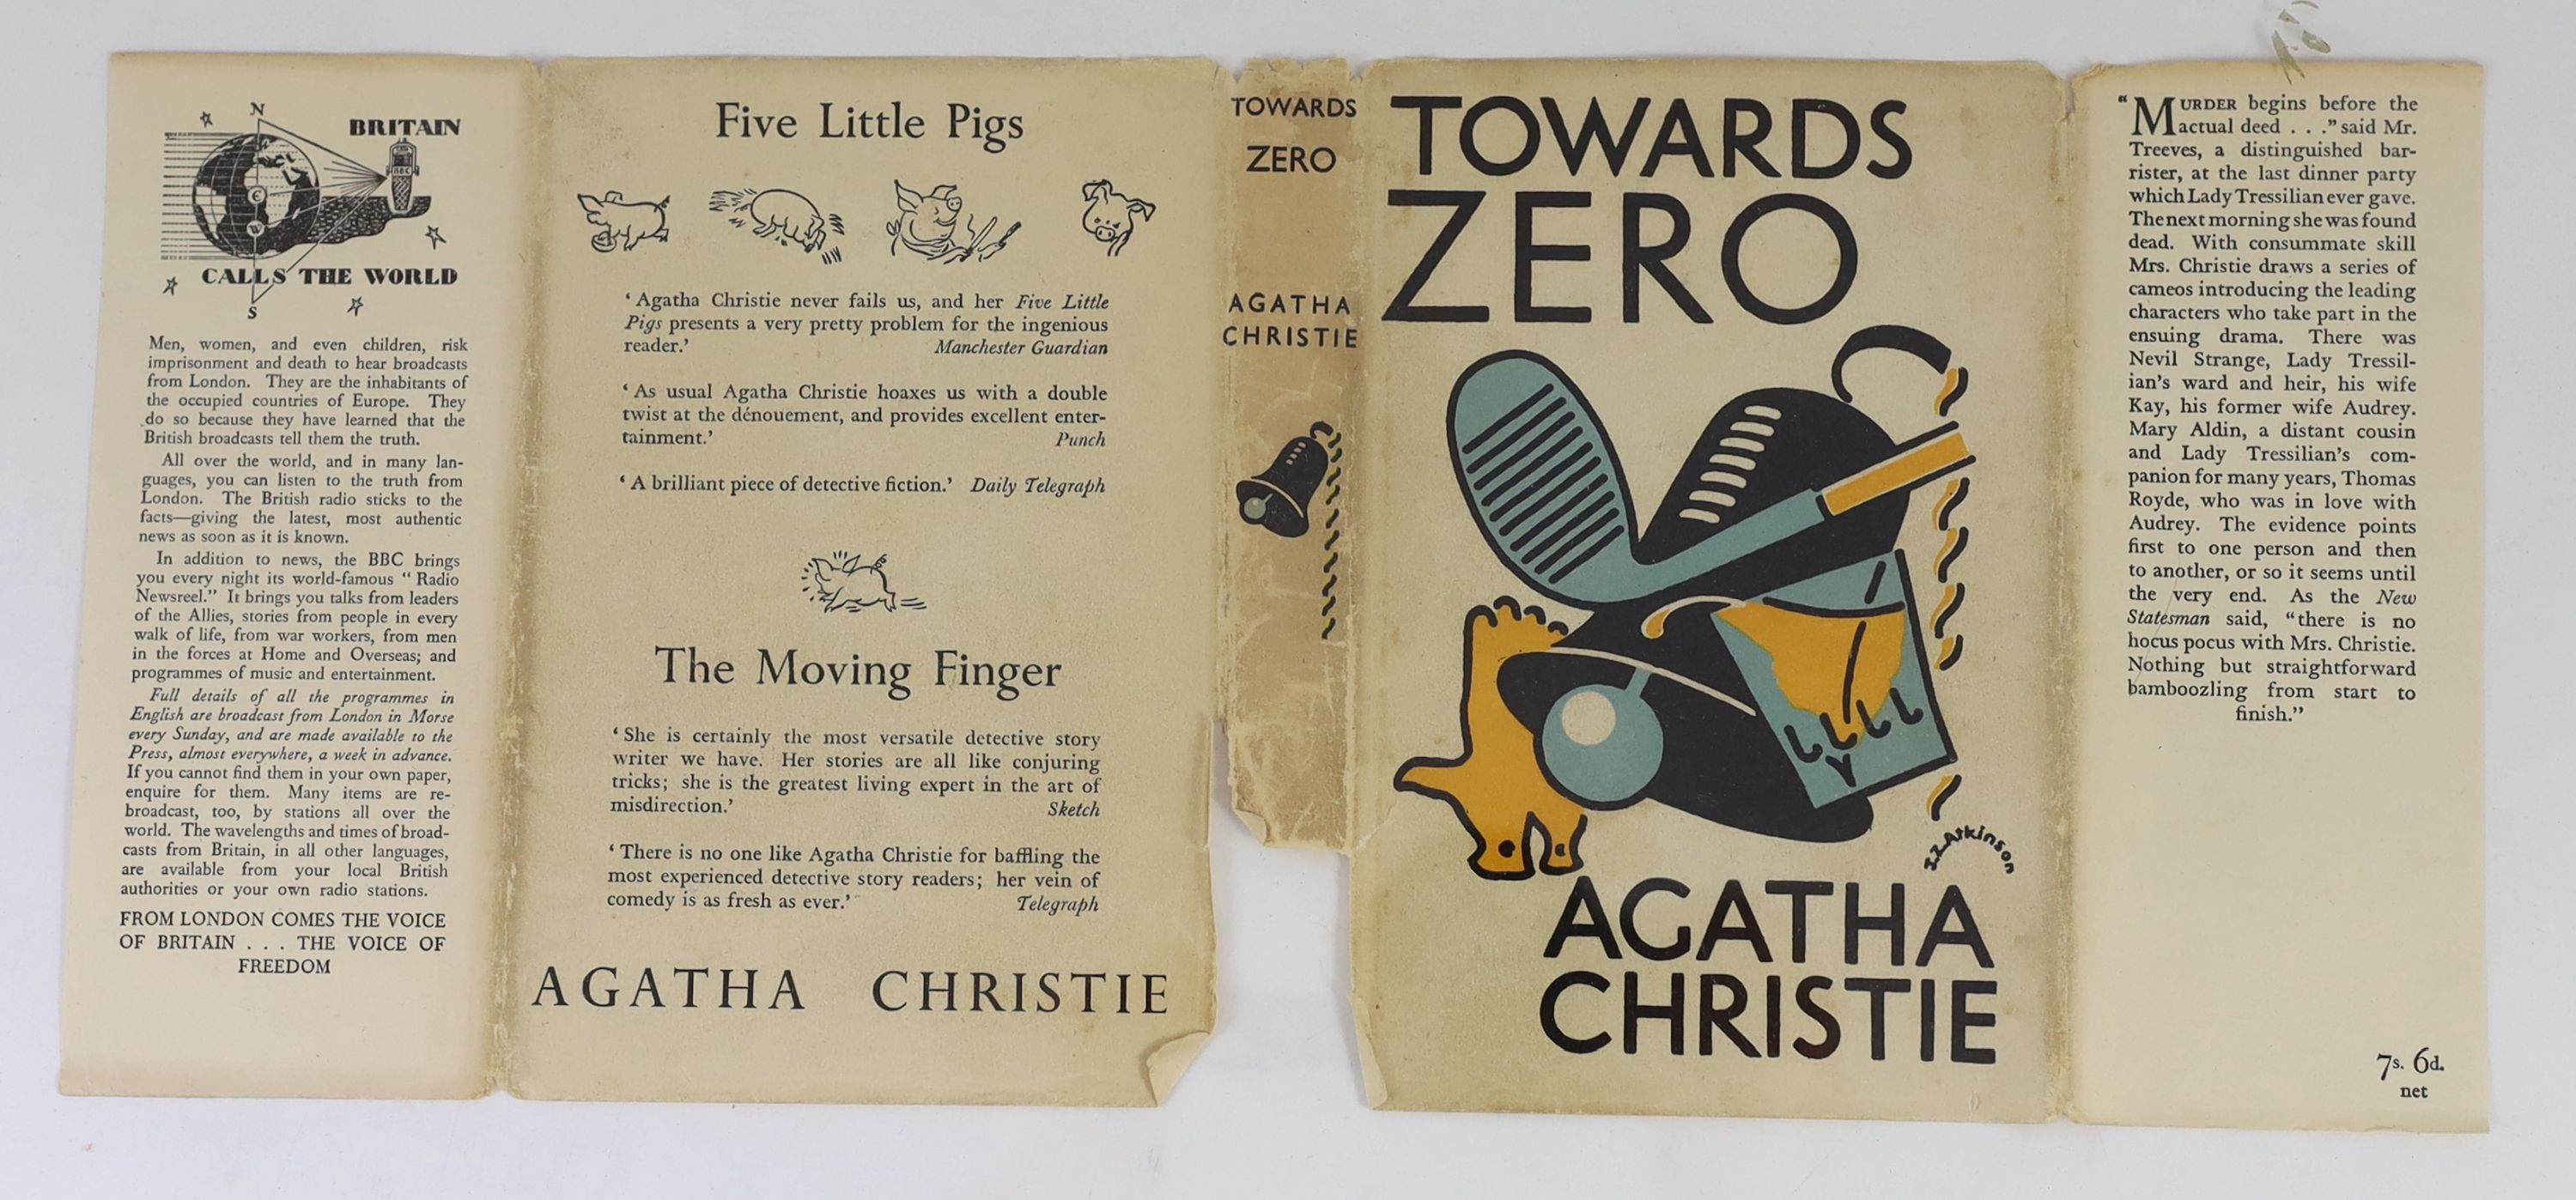 N
BRITAIN
BBC
E
W
CALLS THE WORLD
S
Men, women, and even children, risk
imprisonment and death to hear broadcasts
from London. They are the inhabitants of
the occupied countries of Europe. They
do so because they have learned that the
British broadcasts tell them the truth.
All over the world, and in many lan-
guages, you can listen to the truth from
London. The British radio sticks to the
facts—giving the latest, most authentic
news as soon as it is known.
In addition to news, the BBC brings
you every night its world-famous “ Radio
Newsreel.” It brings you talks from leaders
of the Allies, stories from people in every
walk of life, from war workers, from men
in the forces at Home and Overseas; and
programmes of music and entertainment.
Full details of all the programmes in
English are broadcast from London in Morse
every Sunday, and are made available to the
Press, almost everywhere, a week in advance.
If you cannot find them in your own paper,
enquire for them. Many items are re-
broadcast, too, by stations all over the
world. The wavelengths and times of broad-
casts from Britain, in all other languages,
are available from your local British
authorities or your own radio stations.
FROM LONDON COMES THE VOICE
OF BRITAIN . . . THE VOICE OF
FREEDOM
Five Little Pigs
‘ Agatha Christie never fails us, and her Five Little
Pigs presents a very pretty problem for the ingenious
reader.’ Manchester Guardian
‘ As usual Agatha Christie hoaxes us with a double
twist at the dénouement, and provides excellent enter-
tainment.’ Punch
‘ A brilliant piece of detective fiction.’ Daily Telegraph
The Moving Finger
‘ She is certainly the most versatile detective story
writer we have. Her stories are all like conjuring
tricks; she is the greatest living expert in the art of
misdirection.’ Sketch
‘ There is no one like Agatha Christie for baffling the
most experienced detective story readers; her vein of
comedy is as fresh as ever.’ Telegraph
AGATHA CHRISTIE
TOWARDS
ZERO
AGATHA
CHRISTIE
TOWARDS
ZERO
J.Z.Atkinson
AGATHA
CHRISTIE
“MURDER begins before the
actual deed . . .” said Mr.
Treeves, a distinguished bar-
rister, at the last dinner party
which Lady Tressilian ever gave.
The next morning she was found
dead. With consummate skill
Mrs. Christie draws a series of
cameos introducing the leading
characters who take part in the
ensuing drama. There was
Nevil Strange, Lady Tressil-
ian’s ward and heir, his wife
Kay, his former wife Audrey.
Mary Aldin, a distant cousin
and Lady Tressilian’s com-
panion for many years, Thomas
Royde, who was in love with
Audrey. The evidence points
first to one person and then
to another, or so it seems until
the very end. As the New
Statesman said, “there is no
hocus pocus with Mrs. Christie.
Nothing but straightforward
bamboozling from start to
finish.”
7s. 6d.
net